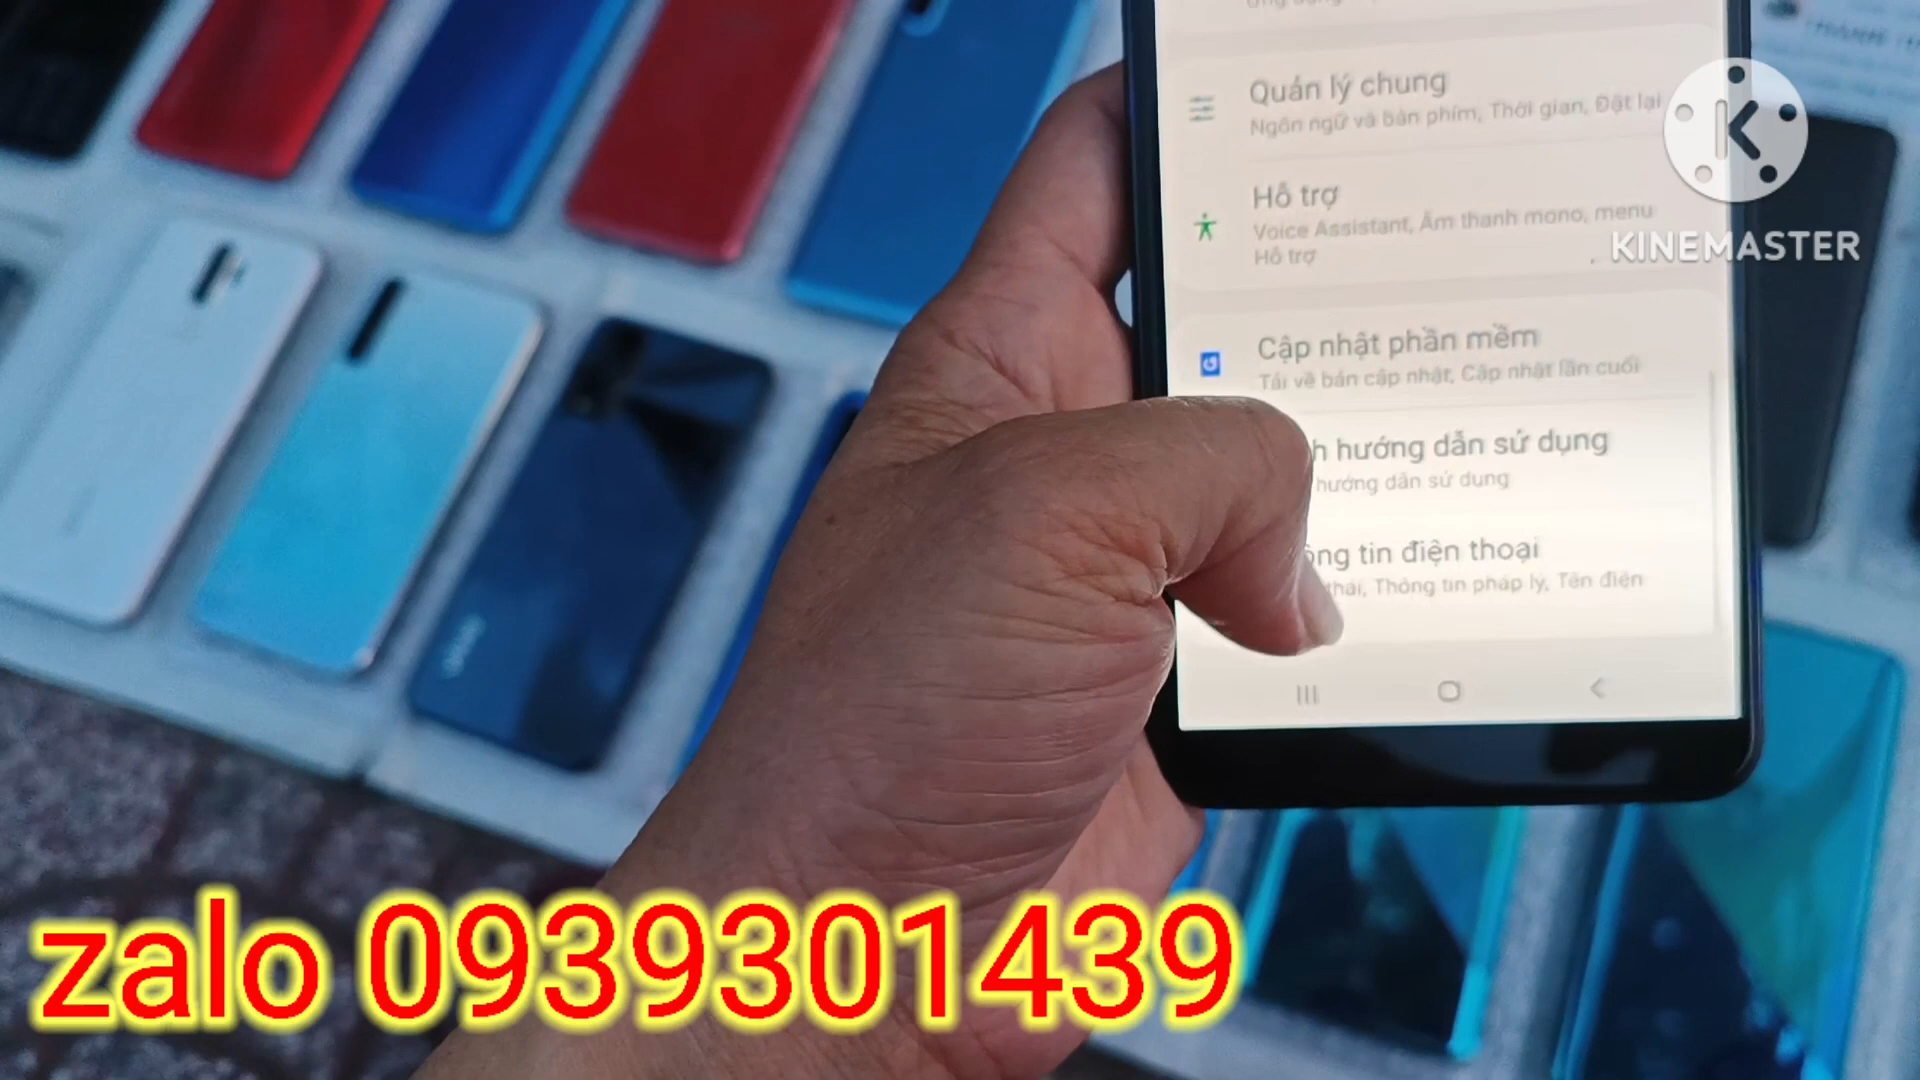 Quản lý chung
Ngôn ngữ và bàn phím, Thời gian, Đặt lại
Hỗ trợ
Voice Assistant, Âm thanh mono, menu
Hỗ trợ
KINEMASTER
Cập nhật phần mềm
Tải về bản cập nhật, Cập nhật lần cuối
h hướng dẫn sử dụng
hướng dẫn sử dụng
ông tin điện thoại
thái, Thông tin pháp lý, Tên điện
zalo 0939301439